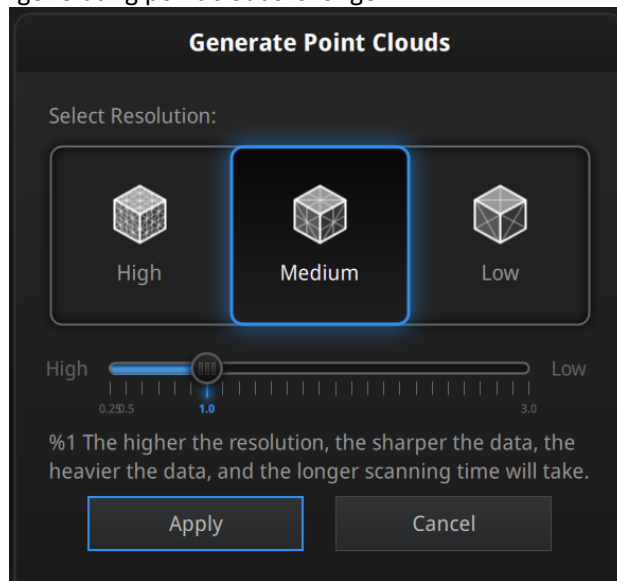 Generate Point Clouds
Select Resolution:
High Medium Low
High Low
0.25 0.5 1.0 3.0
%1 The higher the resolution, the sharper the data, the
heavier the data, and the longer scanning time will take.
Apply Cancel